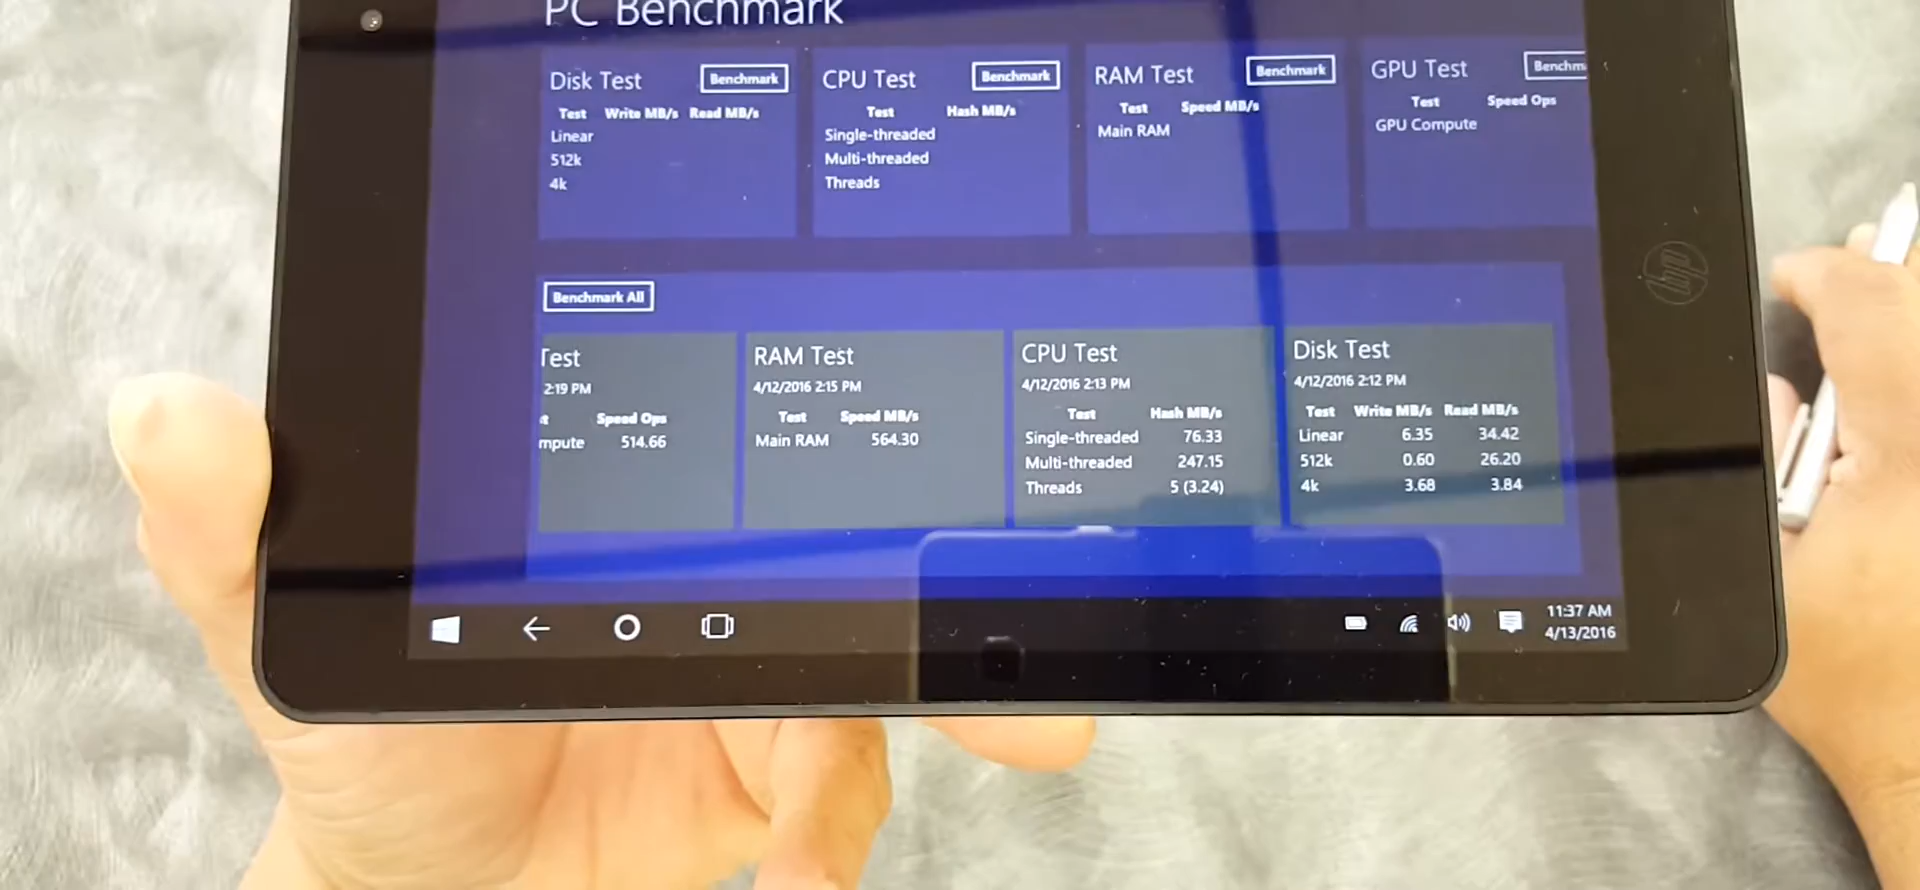 PC Benchmark
Disk Test
Benchmark
Test Write MB/s Read MB/s
Linear
512k
4k
CPU Test
Benchmark
Test Hash MB/s
Single-threaded
Multi-threaded
Threads
RAM Test
Benchmark
Test Speed MB/s
Main RAM
GPU Test
Benchm
Test Speed Ops
GPU Compute
Benchmark All
Test
2:19 PM
t Speed Ops
mpute 514.66
RAM Test
4/12/2016 2:15 PM
Test Speed MB/s
Main RAM 564.30
CPU Test
4/12/2016 2:13 PM
Test Hash MB/s
Single-threaded 76.33
Multi-threaded 247.15
Threads 5 (3.24)
Disk Test
4/12/2016 2:12 PM
Test Write MB/s Read MB/s
Linear 6.35 34.42
512k 0.60 26.20
4k 3.68 3.84
hp
11:37 AM
4/13/2016